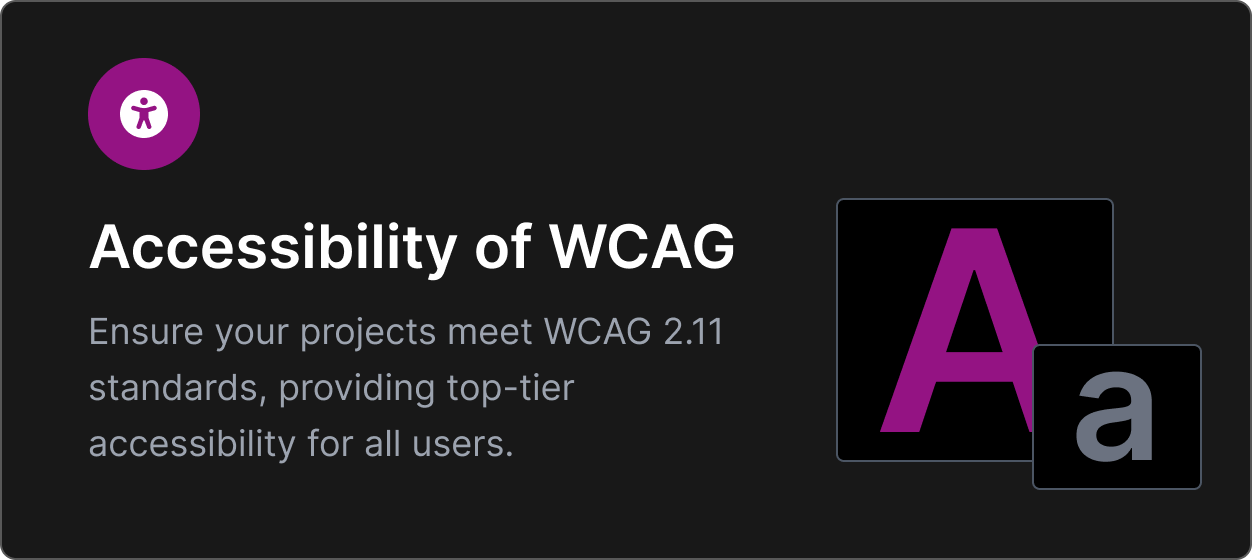 Accessibility of WCAG
Ensure your projects meet WCAG 2.11
standards, providing top-tier
accessibility for all users.
A
a